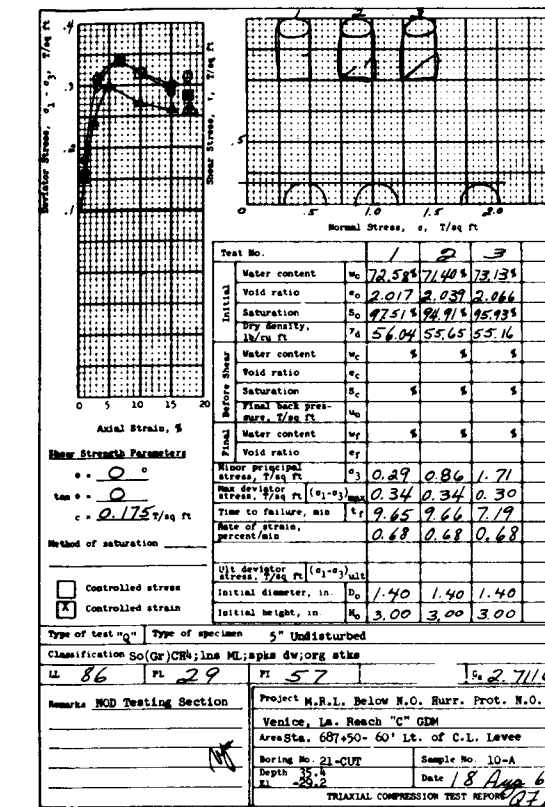 1 2 3
.4
.3
.2
.1
Deviator Stress, σ1 - σ3, T/sq ft
Shear Stress, τ, T/sq ft
.5
0 5 10 15 20
Axial Strain, %
0 .5 1.0 1.5 2.0
Normal Stress, σ, T/sq ft
Shear Strength Parameters
ø = 0 °
tan ø = 0
c = 0.175 T/sq ft
Method of saturation
Controlled stress
X Controlled strain
Test No. 1 2 3
Initial
Water content w₀ 72.58% 71.40% 73.13%
Void ratio e₀ 2.017 2.039 2.066
Saturation S₀ 97.51% 94.91% 95.93%
Dry density, lb/cu ft γd 56.04 55.65 55.16
Before Shear
Water content wc % % %
Void ratio ec
Saturation Sc % % %
Final back pressure, T/sq ft u₀
Final
Water content wf % % %
Void ratio ef
Minor principal stress, T/sq ft σ3 0.29 0.86 1.71
Max deviator stress, T/sq ft (σ1-σ3)max 0.34 0.34 0.30
Time to failure, min tf 9.65 9.66 7.19
Rate of strain, percent/min 0.68 0.68 0.68
Ult deviator stress, T/sq ft (σ1-σ3)ult
Initial diameter, in. D₀ 1.40 1.40 1.40
Initial height, in. H₀ 3.00 3.00 3.00
Type of test "Q" Type of specimen 5" Undisturbed
Classification So(Gr)CH4;lns ML;spks dw;org stks
LL 86 PL 29 PI 57 Gs 2.711
Remarks NOD Testing Section
Project M.R.L. Below N.O. Hurr. Prot. N.O.
Venice, La. Reach "C" GDM
Area Sta. 687+50- 60' Lt. of C.L. Levee
Boring No. 21-CUT Sample No. 10-A
Depth 35.4
El -29.2
Date 18 Aug 6
TRIAXIAL COMPRESSION TEST REPORT